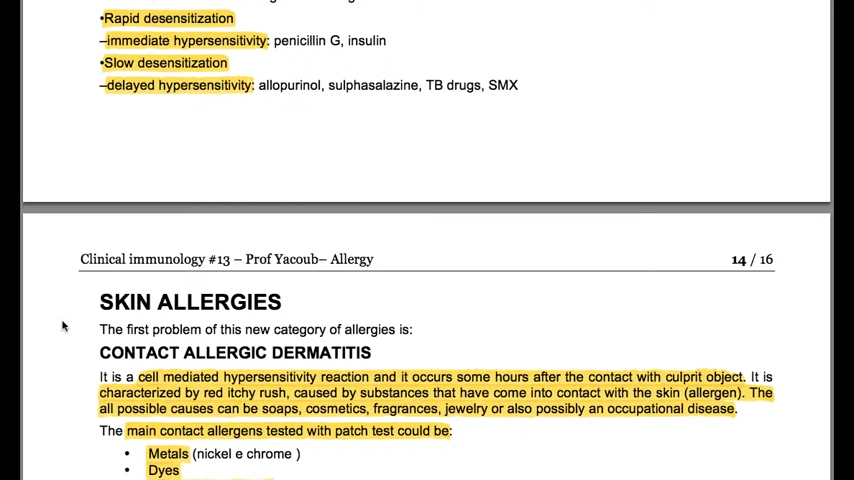 •Rapid desensitization
–immediate hypersensitivity: penicillin G, insulin
•Slow desensitization
–delayed hypersensitivity: allopurinol, sulphasalazine, TB drugs, SMX
Clinical immunology #13 – Prof Yacoub– Allergy 14 / 16
SKIN ALLERGIES
The first problem of this new category of allergies is:
CONTACT ALLERGIC DERMATITIS
It is a cell mediated hypersensitivity reaction and it occurs some hours after the contact with culprit object. It is
characterized by red itchy rush, caused by substances that have come into contact with the skin (allergen). The
all possible causes can be soaps, cosmetics, fragrances, jewelry or also possibly an occupational disease.
The main contact allergens tested with patch test could be:
• Metals (nickel e chrome )
• Dyes